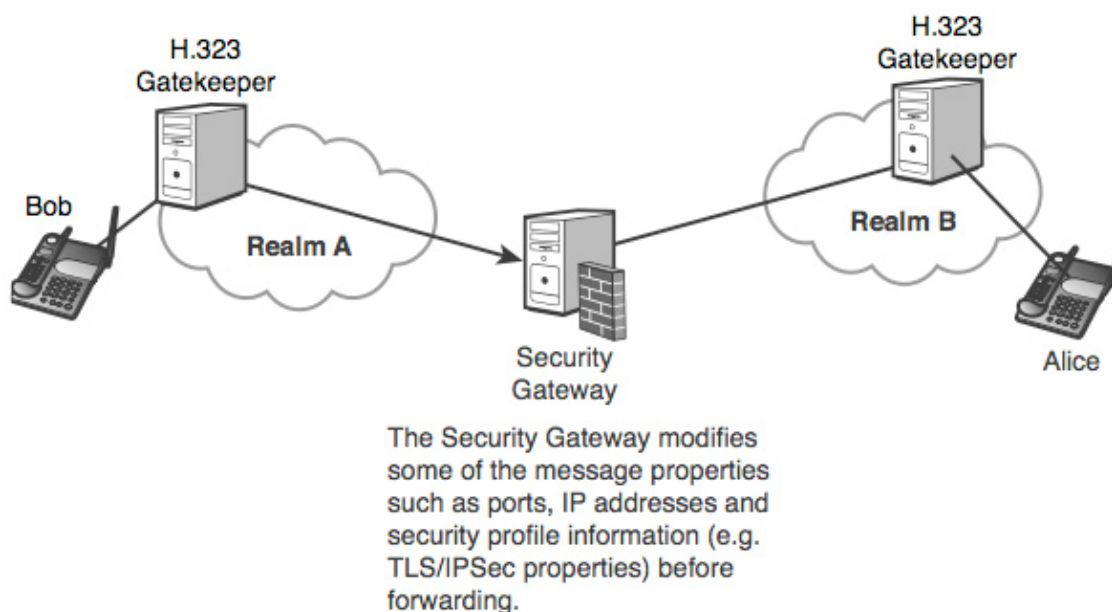 H.323
Gatekeeper
H.323
Gatekeeper
Bob
Realm A
Realm B
Security
Gateway
Alice
The Security Gateway modifies
some of the message properties
such as ports, IP addresses and
security profile information (e.g.
TLS/IPSec properties) before
forwarding.